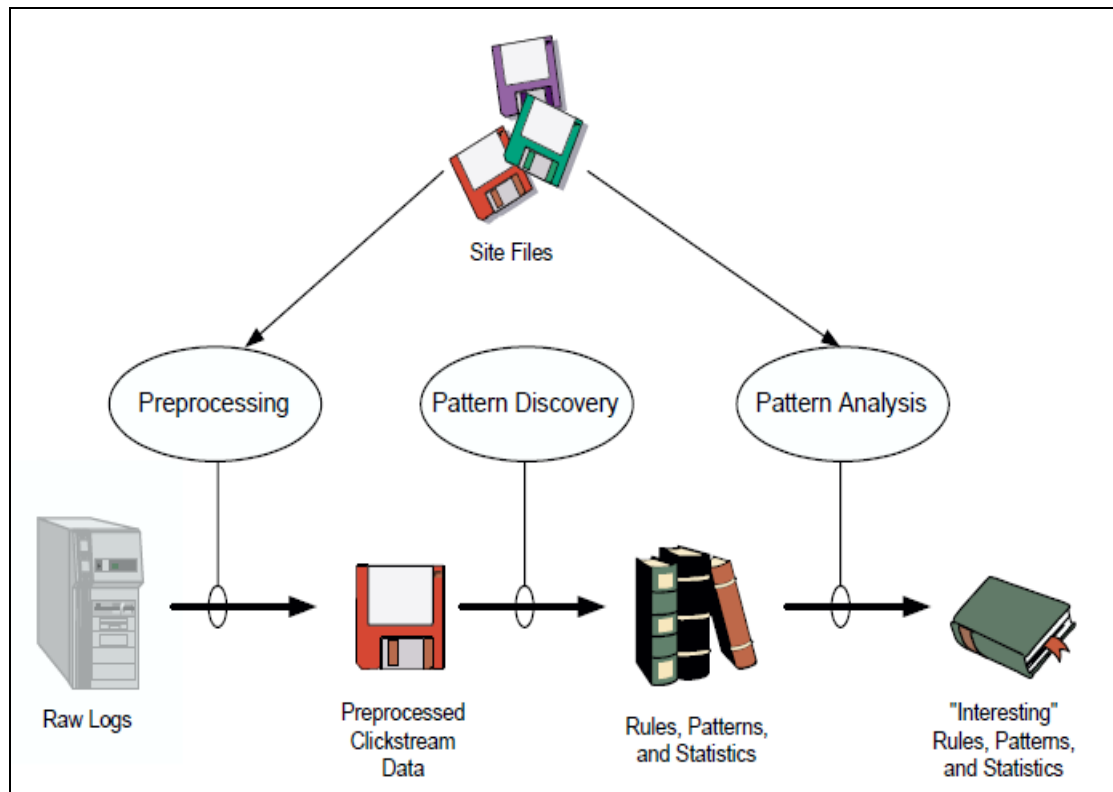 Site Files
Preprocessing
Pattern Discovery
Pattern Analysis
Raw Logs
Preprocessed
Clickstream
Data
Rules, Patterns,
and Statistics
"Interesting"
Rules, Patterns,
and Statistics